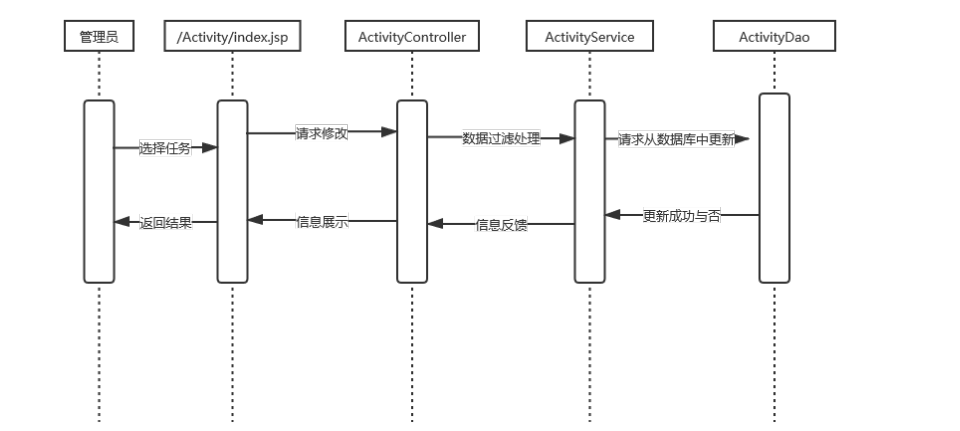 管理员
/Activity/index.jsp
ActivityController
ActivityService
ActivityDao
选择任务
请求修改
数据过滤处理
请求从数据库中更新
返回结果
信息展示
信息反馈
更新成功与否